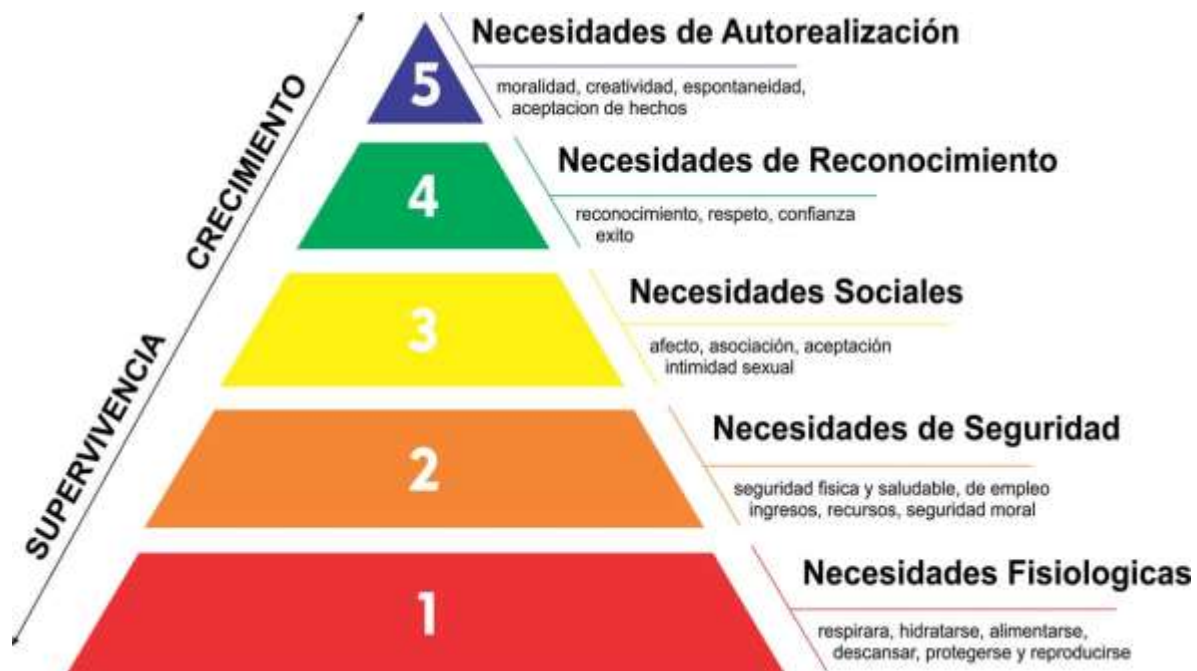 CRECIMIENTO
SUPERVIVENCIA
5
Necesidades de Autorealización
moralidad, creatividad, espontaneidad,
aceptacion de hechos
4
Necesidades de Reconocimiento
reconocimiento, respeto, confianza
exito
3
Necesidades Sociales
afecto, asociación, aceptación
intimidad sexual
2
Necesidades de Seguridad
seguridad fisica y saludable, de empleo
ingresos, recursos, seguridad moral
1
Necesidades Fisiologicas
respirara, hidratarse, alimentarse,
descansar, protegerse y reproducirse